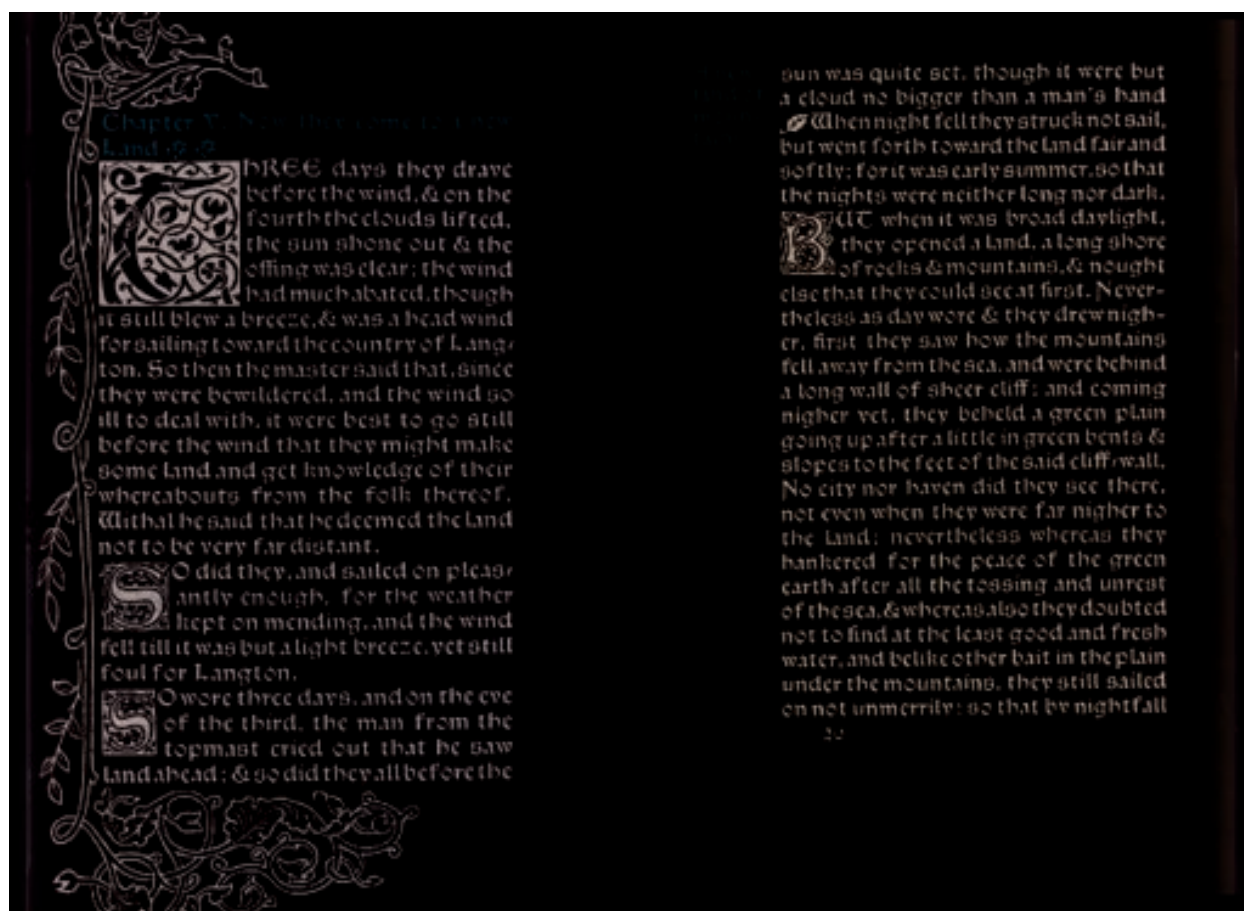 Chapter V. Now they come to a new
Land.
THREE days they drave
before the wind, & on the
fourth the clouds lifted,
the sun shone out & the
offing was clear; the wind
had much abated, though
it still blew a breeze, & was a head wind
for sailing toward the country of Lang-
ton. So then the master said that, since
they were bewildered, and the wind so
ill to deal with, it were best to go still
before the wind that they might make
some land and get knowledge of their
whereabouts from the folk thereof.
Withal he said that he deemed the land
not to be very far distant.
SO did they, and sailed on pleas-
antly enough, for the weather
kept on mending, and the wind
fell till it was but a light breeze, yet still
foul for Langton.
SO wore three days, and on the eve
of the third, the man from the
topmast cried out that he saw
land ahead; & so did they all before the
sun was quite set, though it were but
a cloud no bigger than a man's hand
When night fell they struck not sail,
but went forth toward the land fair and
softly; for it was early summer, so that
the nights were neither long nor dark.
BUT when it was broad daylight,
they opened a land, a long shore
of rocks & mountains, & nought
else that they could see at first. Never-
theless as day wore & they drew nigh-
er, first they saw how the mountains
fell away from the sea, and were behind
a long wall of sheer cliff; and coming
nigher yet, they beheld a green plain
going up after a little in green bents &
slopes to the feet of the said cliff-wall.
No city nor haven did they see there,
not even when they were far nigher to
the land; nevertheless whereas they
hankered for the peace of the green
earth after all the tossing and unrest
of the sea, & whereas also they doubted
not to find at the least good and fresh
water, and belike other bait in the plain
under the mountains, they still sailed
on not unmerrily; so that by nightfall